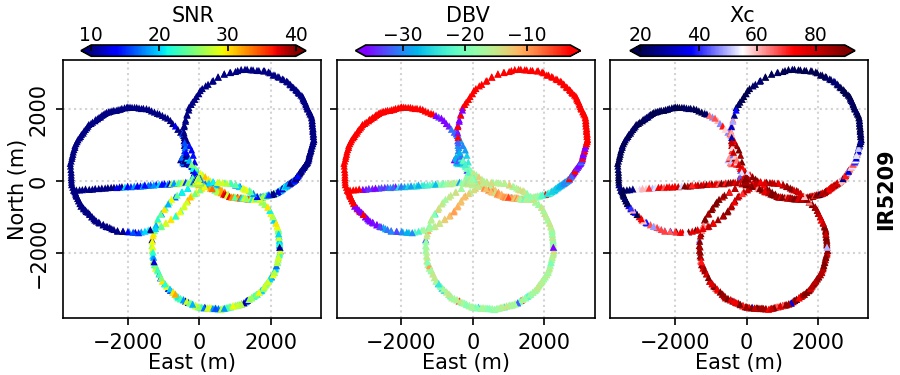 SNR DBV Xc
10 20 30 40 −30 −20 −10 20 40 60 80
2000
0
−2000
North (m)
IR5209
−2000 0 2000 −2000 0 2000 −2000 0 2000
East (m) East (m) East (m)